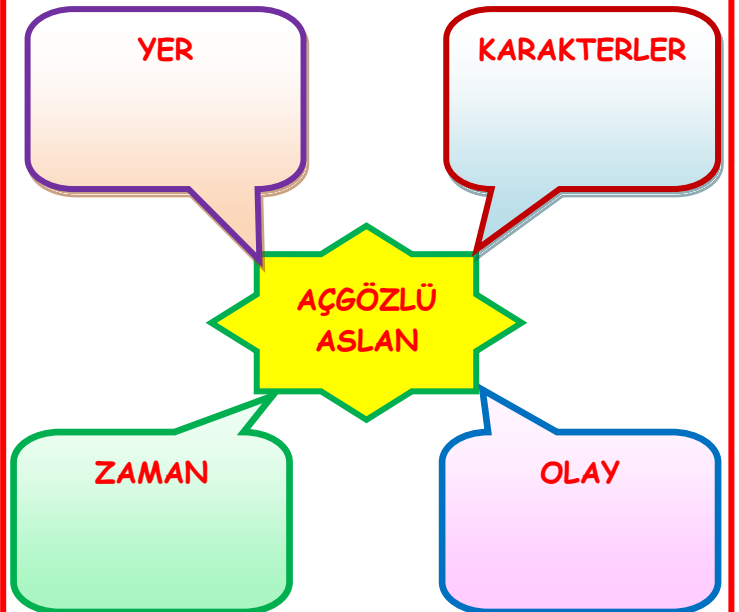 YER
KARAKTERLER
AÇGÖZLÜ
ASLAN
ZAMAN
OLAY